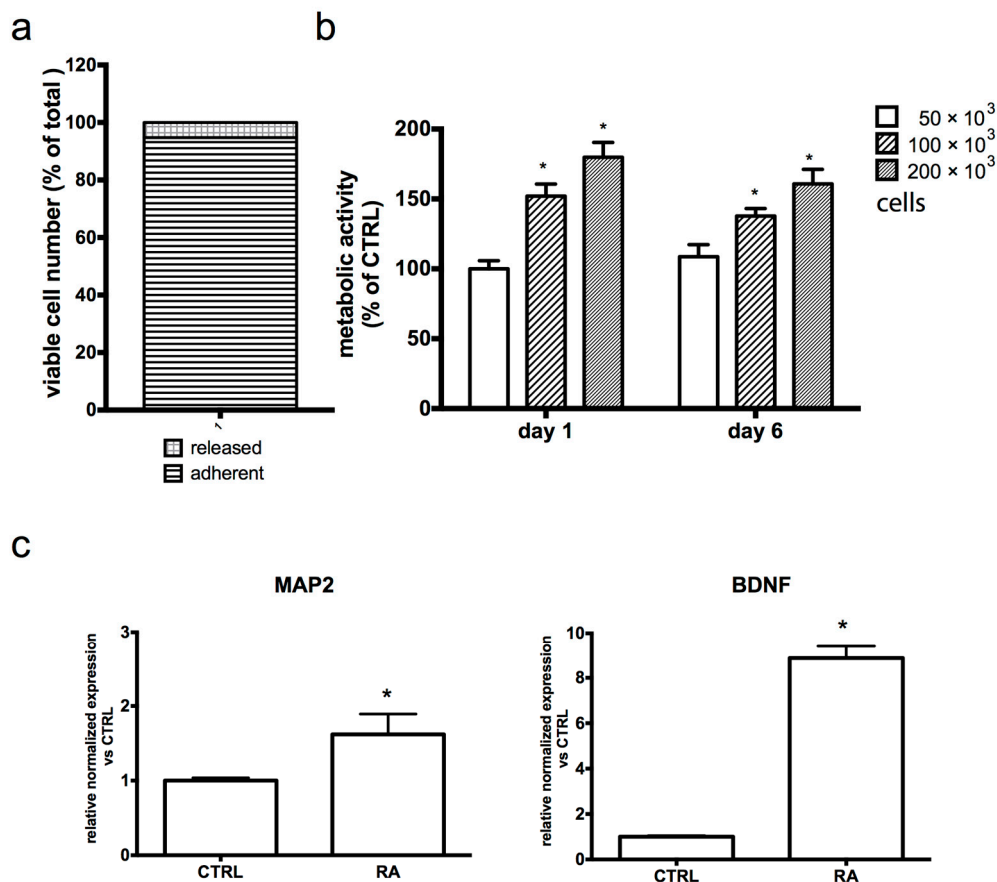 a
viable cell number (% of total )
120
100
80
60
40
20
0
1
released
adherent
b
metabolic activity
(% of CTRL)
200
150
100
50
0
*
*
*
*
day 1
day 6
50 × 10³
100 × 10³
200 × 10³
cells
c
MAP2
relative normalized expression
vs CTRL
3
2
1
0
*
CTRL
RA
BDNF
relative normalized expression
vs CTRL
10
8
6
4
2
0
*
CTRL
RA